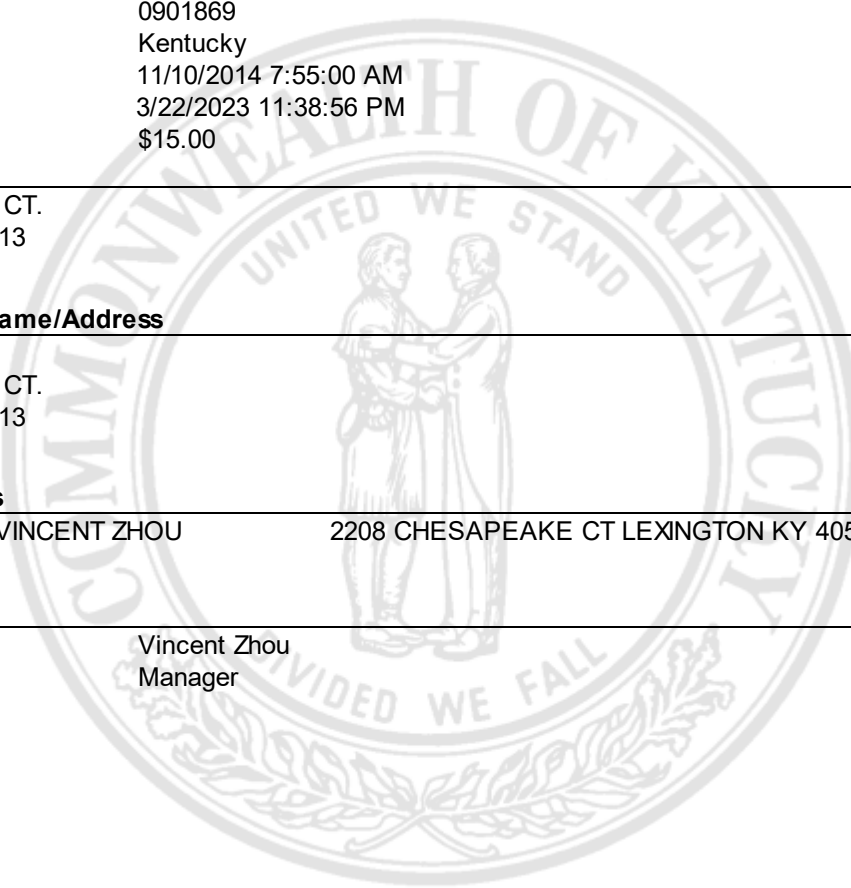 0901869
Kentucky
11/10/2014 7:55:00 AM
3/22/2023 11:38:56 PM
$15.00
CT.
13
ame/Address
CT.
13
s
VINCENT ZHOU 2208 CHESAPEAKE CT LEXINGTON KY 405
Vincent Zhou
Manager
COMMONWEALTH OF KENTUCKY
UNITED WE STAND
DIVIDED WE FALL